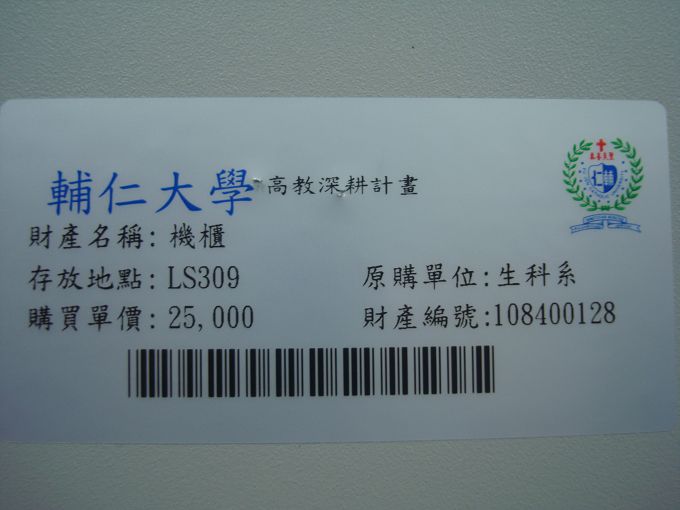 輔仁大學 高教深耕計畫
財產名稱: 機櫃
存放地點: LS309 原購單位:生科系
購買單價: 25,000 財產編號:108400128